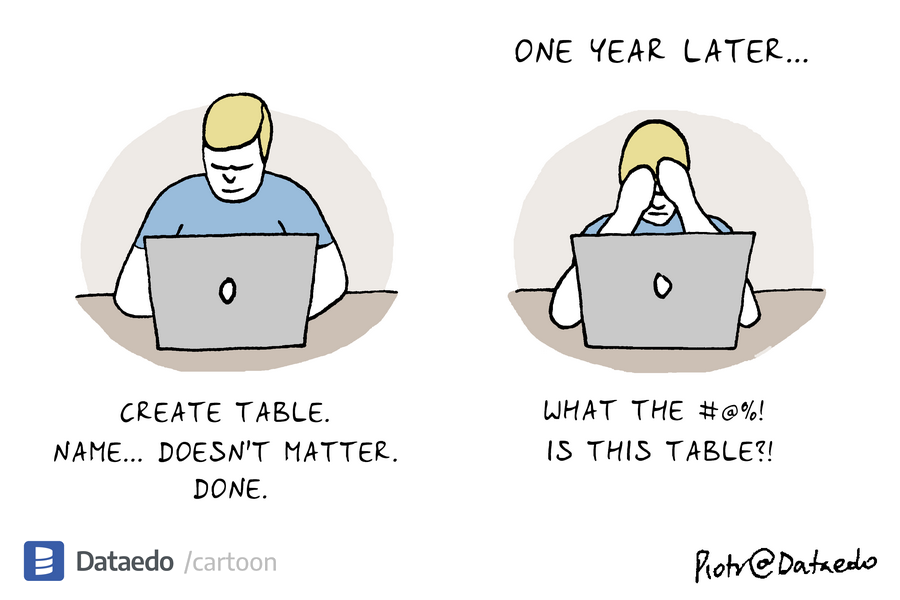 ONE YEAR LATER...
CREATE TABLE.
NAME... DOESN'T MATTER.
DONE.
WHAT THE #@%!
IS THIS TABLE?!
Dataedo /cartoon
Piotr@Dataedo